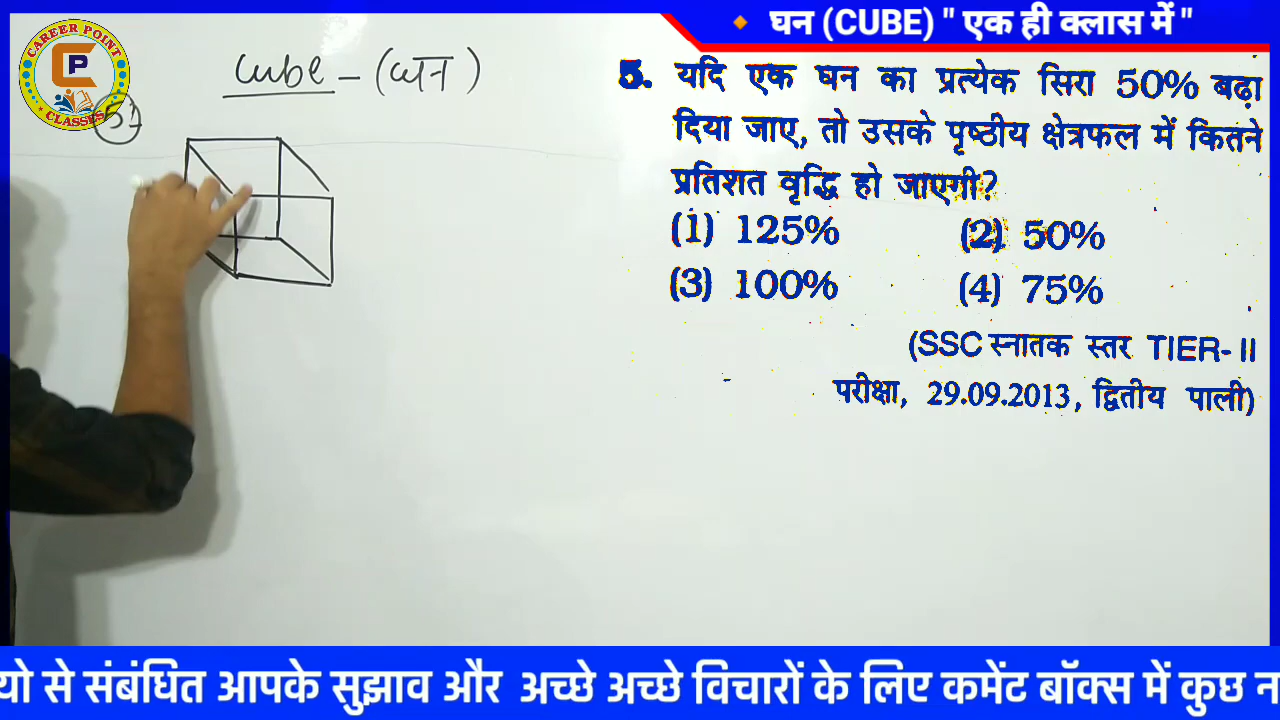 घन (CUBE) " एक ही क्लास में "
CAREER POINT
CP
CLASSES
Cube - (घन)
5)
5. यदि एक घन का प्रत्येक सिरा 50% बढ़ा
दिया जाए, तो उसके पृष्ठीय क्षेत्रफल में कितने
प्रतिशत वृद्धि हो जाएगी?
(1) 125% (2) 50%
(3) 100% (4) 75%
(SSC स्नातक स्तर TIER-II
परीक्षा, 29.09.2013, द्वितीय पाली)
यो से संबंधित आपके सुझाव और अच्छे अच्छे विचारों के लिए कमेंट बॉक्स में कुछ न